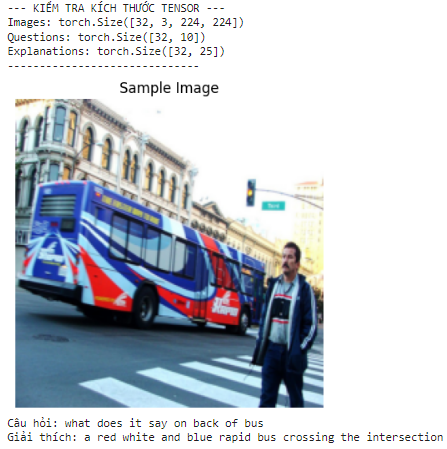 --- KIỂM TRA KÍCH THƯỚC TENSOR ---
Images: torch.Size([32, 3, 224, 224])
Questions: torch.Size([32, 10])
Explanations: torch.Size([32, 25])
------------------------------
Sample Image
Câu hỏi: what does it say on back of bus
Giải thích: a red white and blue rapid bus crossing the intersection